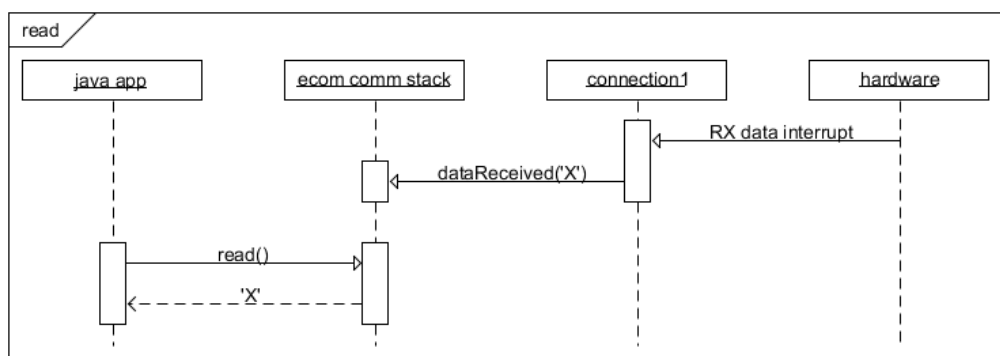 read
java app
ecom comm stack
connection1
hardware
RX data interrupt
dataReceived('X')
read()
'X'